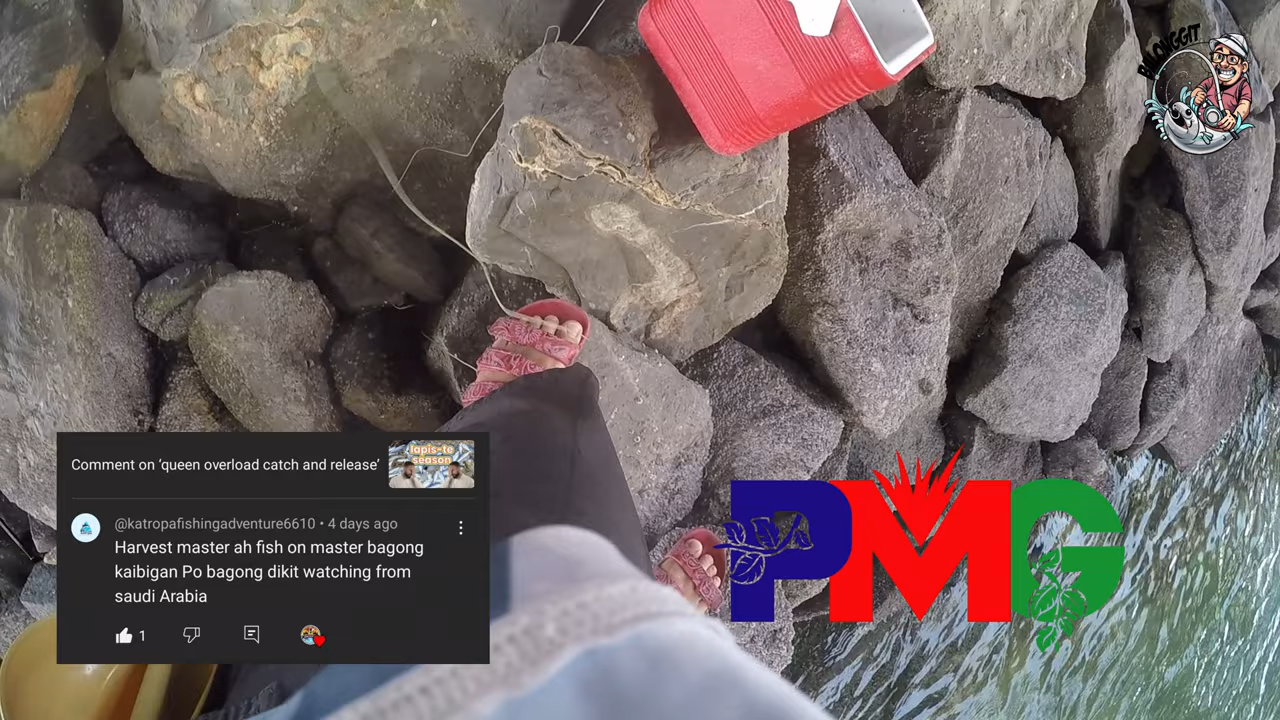 BALONGGIT
Comment on ‘queen overload catch and release’
lapis-te
season
@katropafishingadventure6610 • 4 days ago
Harvest master ah fish on master bagong
kaibigan Po bagong dikit watching from
saudi Arabia
1
PMG